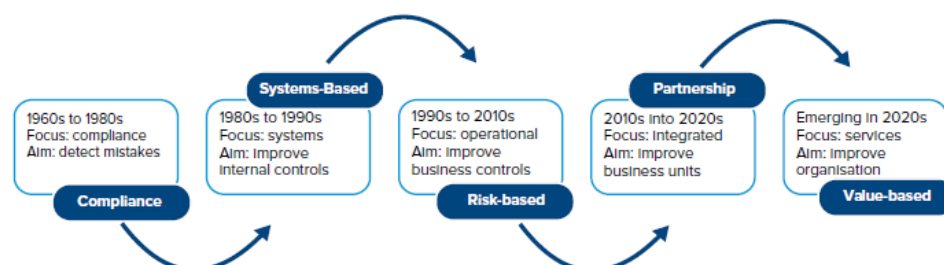 1960s to 1980s
Focus: compliance
Aim: detect mistakes
Compliance
Systems-Based
1980s to 1990s
Focus: systems
Aim: improve
internal controls
1990s to 2010s
Focus: operational
Aim: improve
business controls
Risk-based
Partnership
2010s into 2020s
Focus: integrated
Aim: improve
business units
Emerging in 2020s
Focus: services
Aim: improve
organisation
Value-based